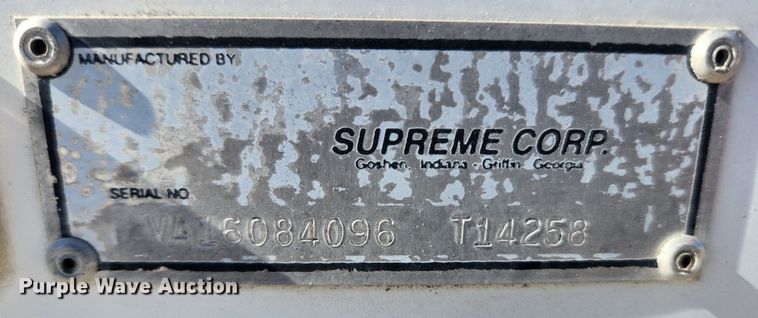 MANUFACTURED BY
SUPREME CORP.
Goshen, Indiana · Griffin, Georgia
SERIAL NO
VA16084096 T14258
Purple Wave Auction